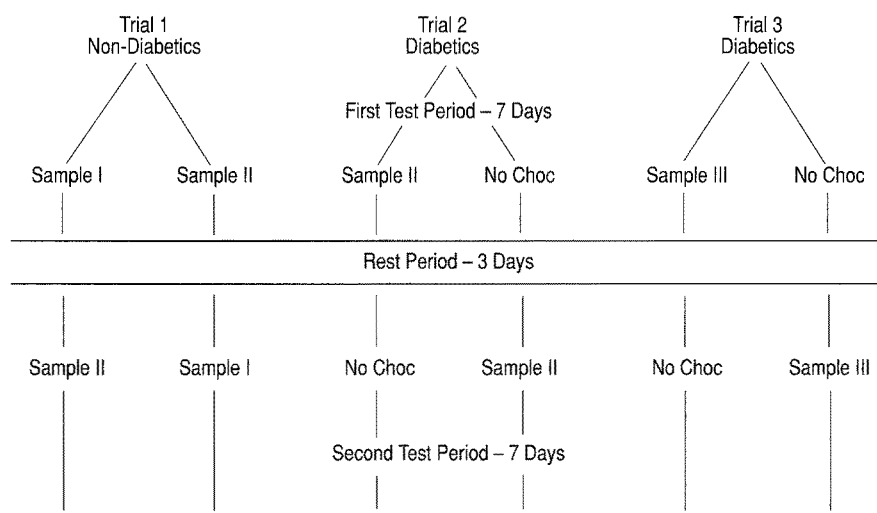 Trial 1
Non-Diabetics
Trial 2
Diabetics
Trial 3
Diabetics
First Test Period – 7 Days
Sample I
Sample II
Sample II
No Choc
Sample III
No Choc
Rest Period – 3 Days
Sample II
Sample I
No Choc
Sample II
No Choc
Sample III
Second Test Period – 7 Days